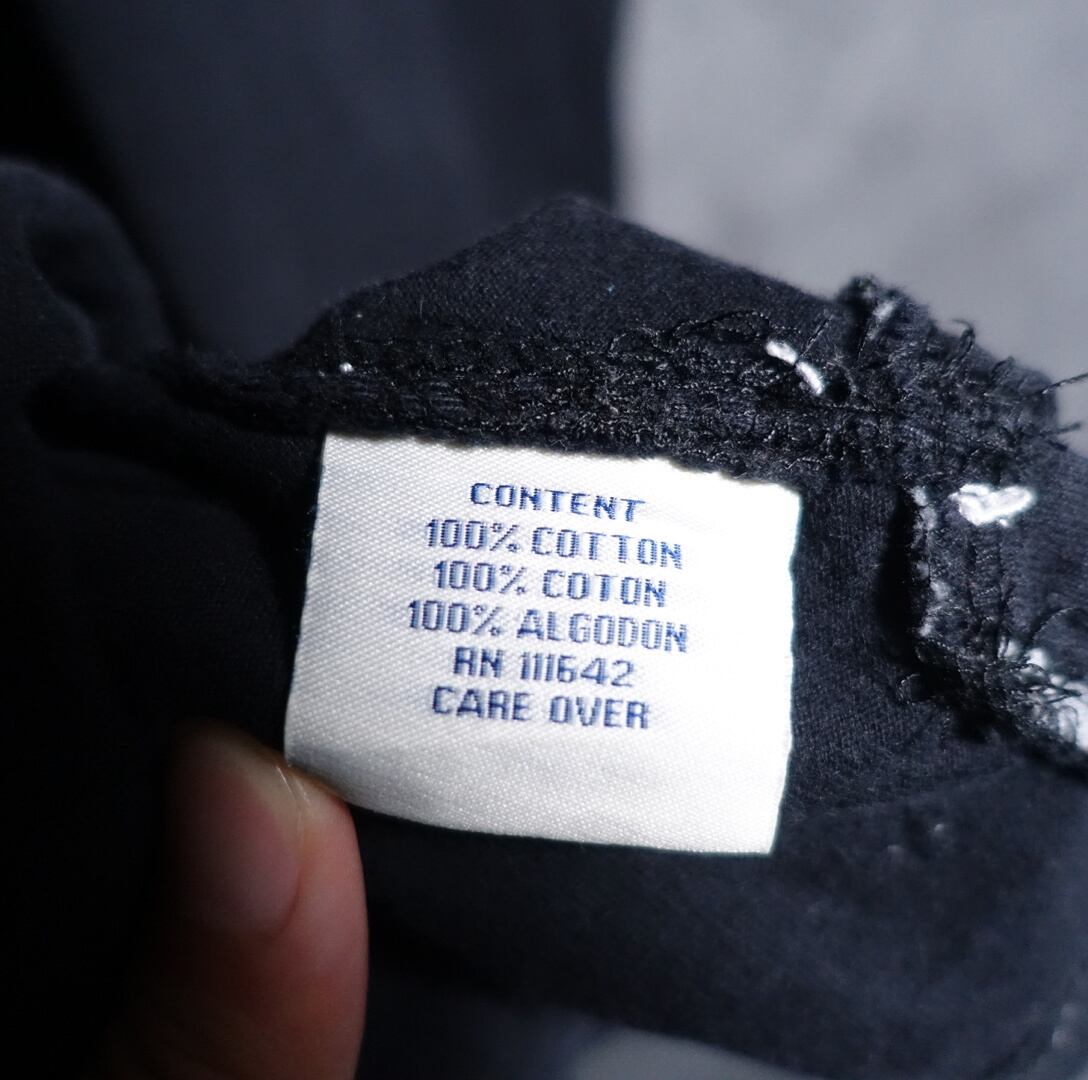 CONTENT
100% COTTON
100% COTON
100% ALGODON
RN 111642
CARE OVER